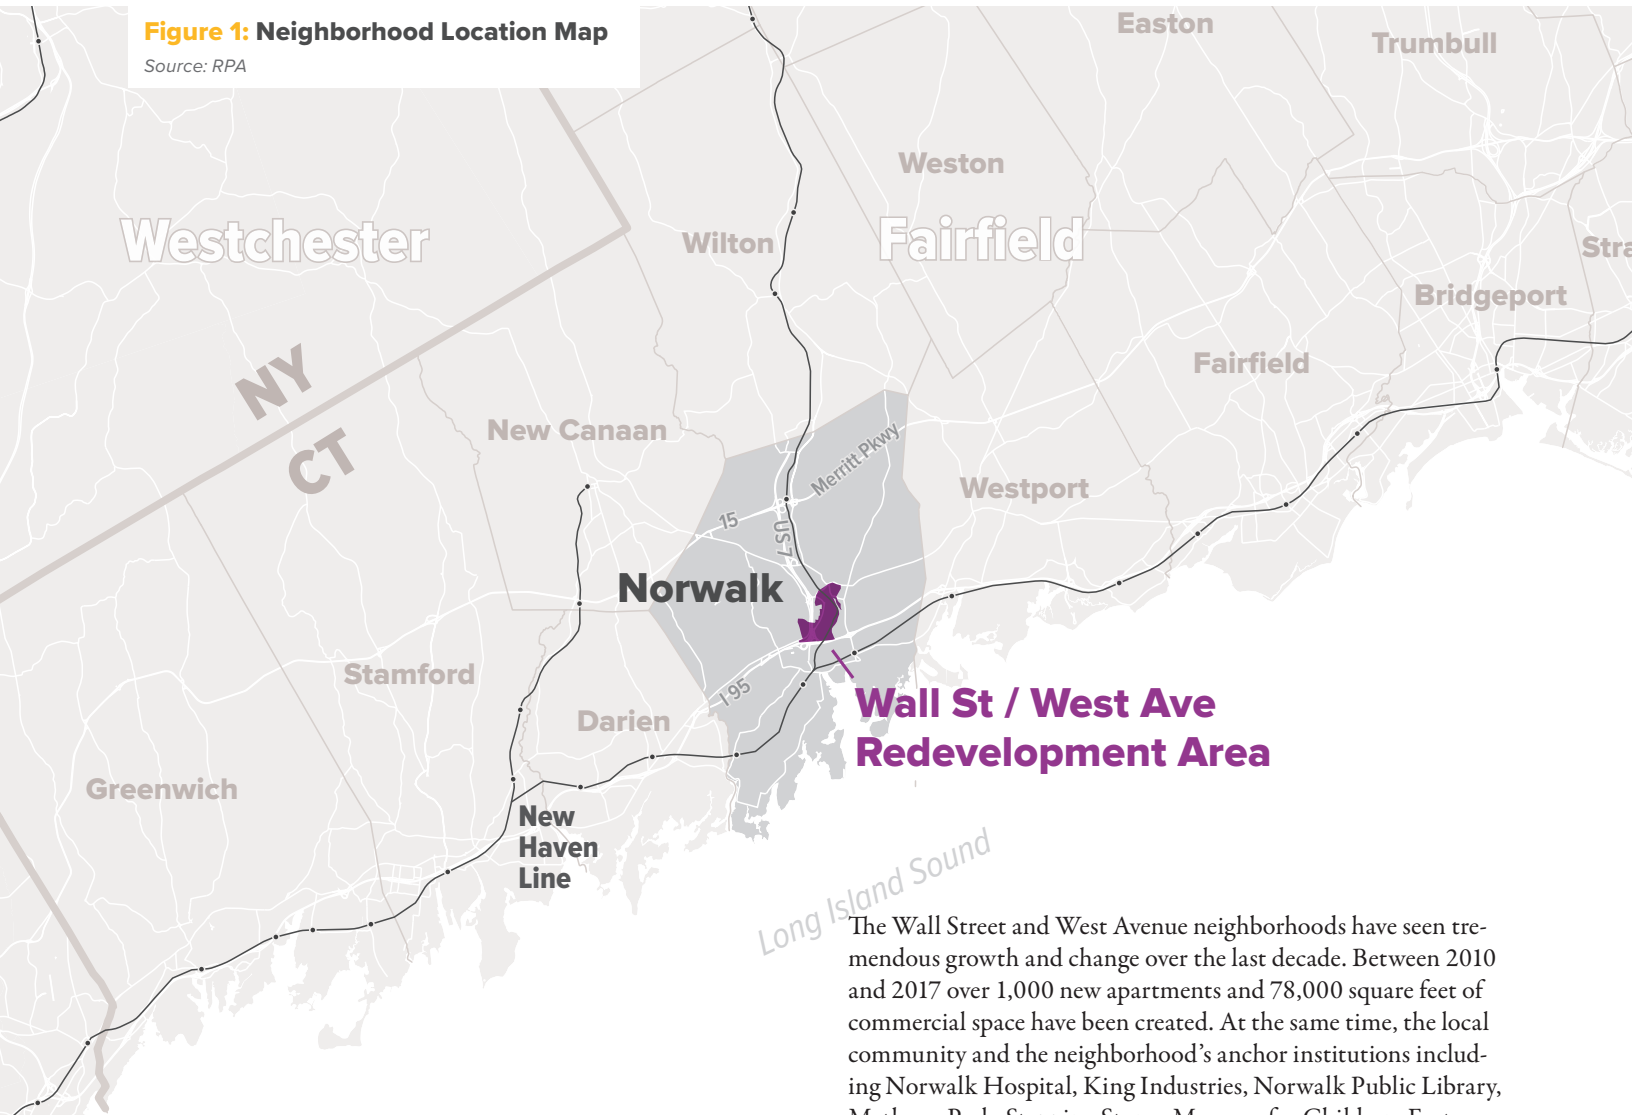 Figure 1: Neighborhood Location Map
Source: RPA
Easton
Trumbull
Weston
Westchester
Wilton
Fairfield
Stra
Bridgeport
Fairfield
NY
CT
New Canaan
Merritt Pkwy
Westport
15
US 7
Norwalk
Stamford
I-95
Darien
Wall St / West Ave
Redevelopment Area
Greenwich
New
Haven
Line
Long Island Sound
The Wall Street and West Avenue neighborhoods have seen tre-
mendous growth and change over the last decade. Between 2010
and 2017 over 1,000 new apartments and 78,000 square feet of
commercial space have been created. At the same time, the local
community and the neighborhood's anchor institutions includ-
ing Norwalk Hospital, King Industries, Norwalk Public Library,